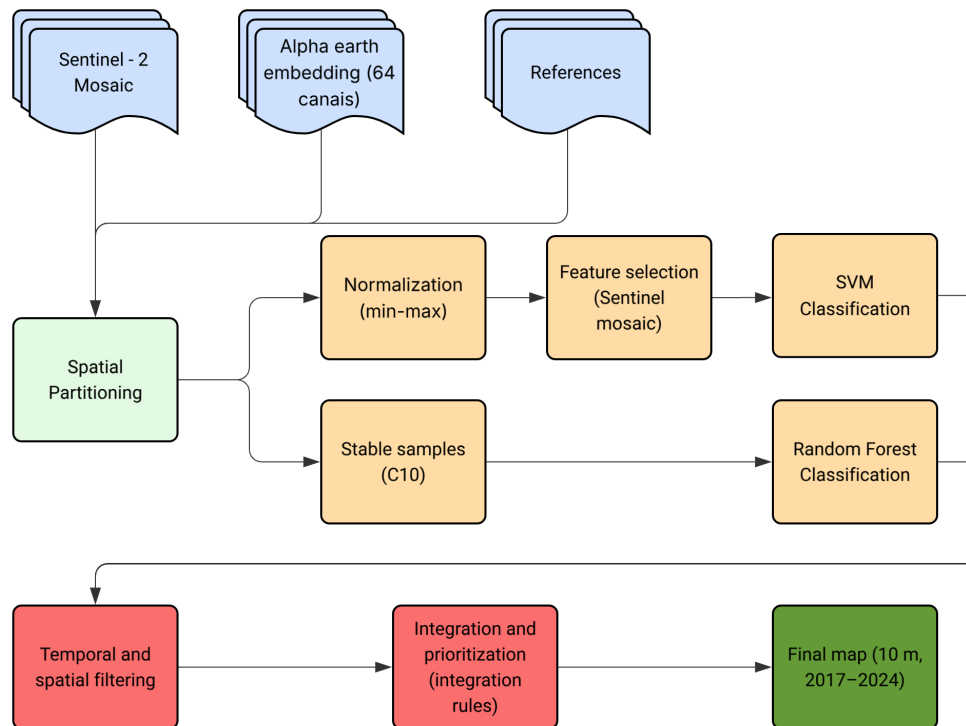 Sentinel - 2
Mosaic
Alpha earth
embedding (64
canais)
References
Normalization
(min-max)
Feature selection
(Sentinel
mosaic)
SVM
Classification
Spatial
Partitioning
Stable samples
(C10)
Random Forest
Classification
Temporal and
spatial filtering
Integration and
prioritization
(integration
rules)
Final map (10 m,
2017–2024)